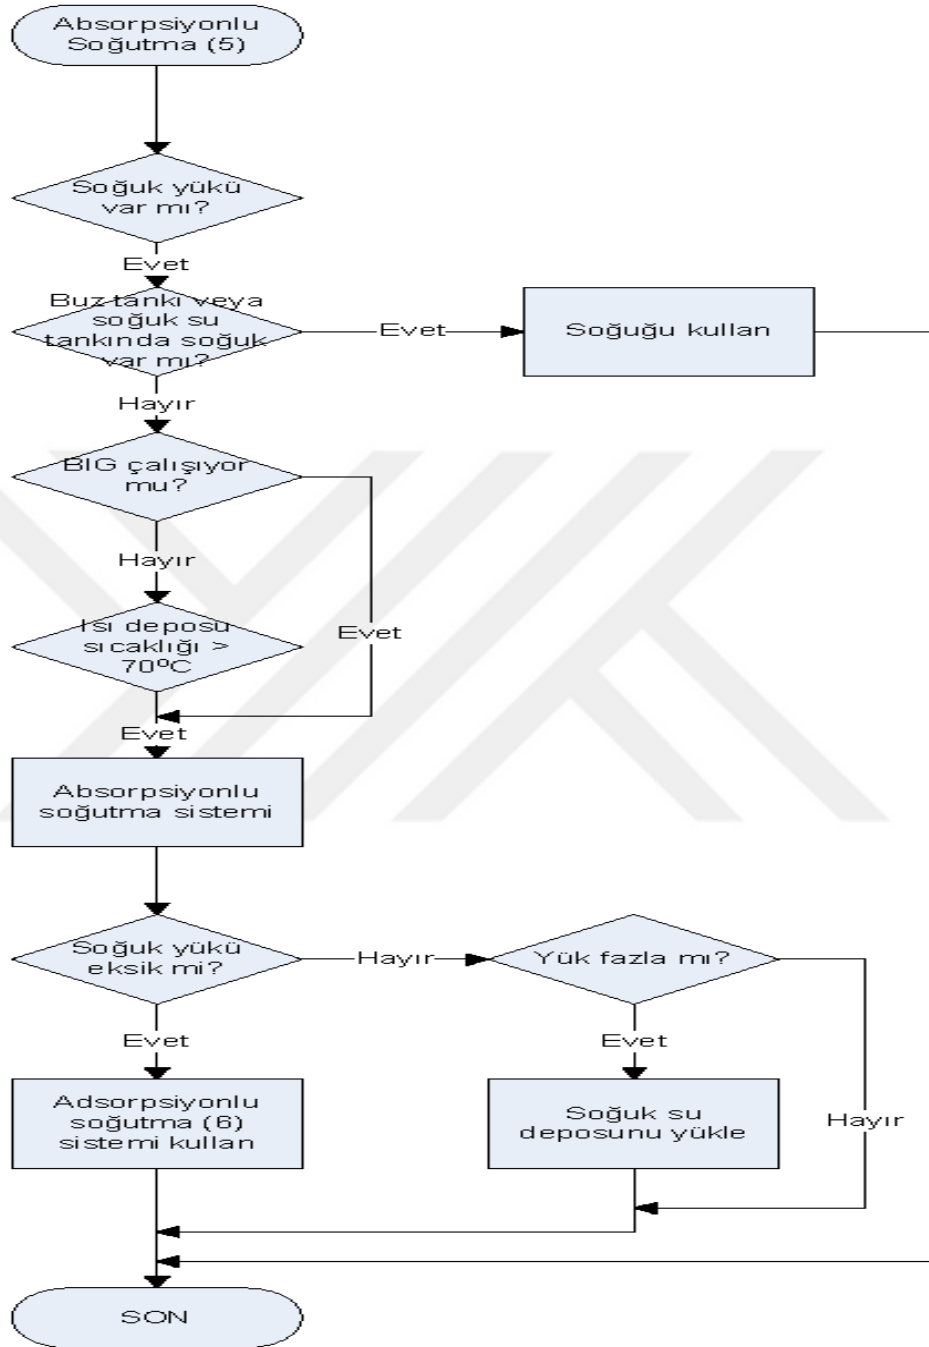 Absorpsiyonlu
Soğutma (5)
Soğuk yükü
var mı?
Evet
Buz tankı veya
soğuk su
tankında soğuk
var mı?
Evet
Soğuğu kullan
Hayır
BIG çalışıyor
mu?
Hayır
Evet
Isı deposu
sıcaklığı >
70ºC
Evet
Absorpsiyonlu
soğutma sistemi
Soğuk yükü
eksik mi?
Hayır
Yük fazla mı?
Evet
Evet
Adsorpsiyonlu
soğutma (6)
sistemi kullan
Soğuk su
deposunu yükle
Hayır
SON